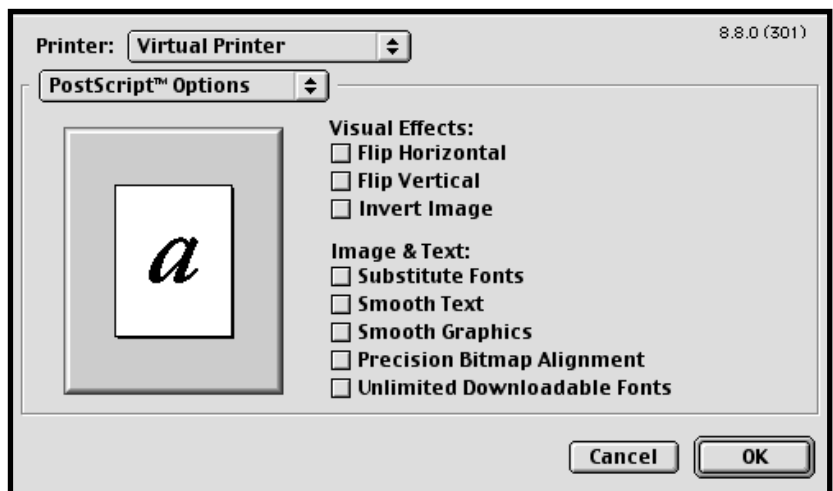 Printer: Virtual Printer 8.8.0 (301)
PostScript™ Options
Visual Effects:
Flip Horizontal
Flip Vertical
Invert Image
a
Image & Text:
Substitute Fonts
Smooth Text
Smooth Graphics
Precision Bitmap Alignment
Unlimited Downloadable Fonts
Cancel OK